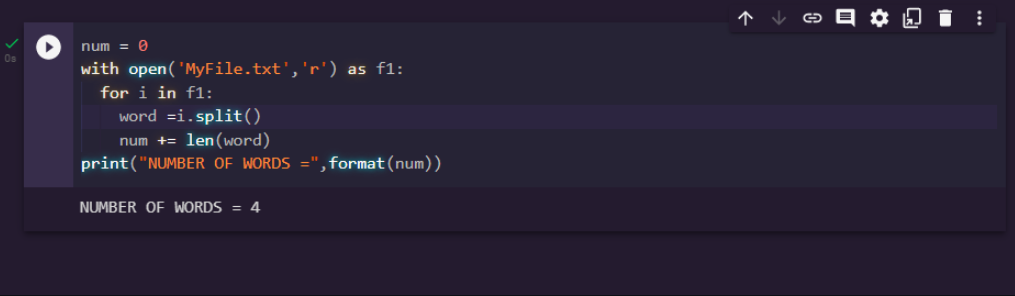 0s
num = 0
with open('MyFile.txt','r') as f1:
  for i in f1:
    word =i.split()
    num += len(word)
print("NUMBER OF WORDS =",format(num))
NUMBER OF WORDS = 4